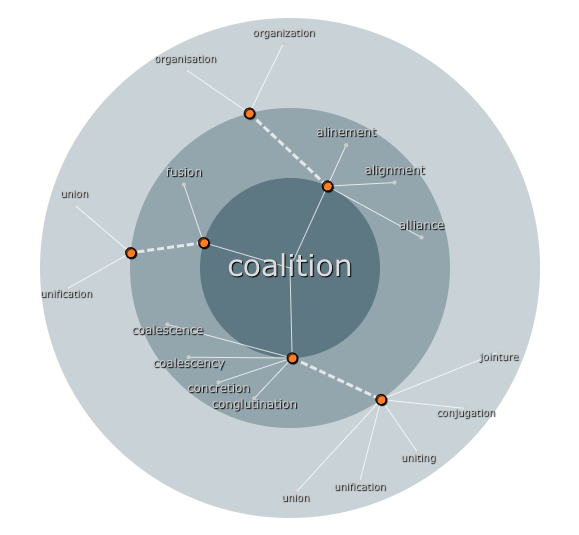 organization
organisation
alinement
alignment
fusion
union
alliance
coalition
unification
coalescence
coalescency
concretion
conglutination
jointure
conjugation
uniting
unification
union